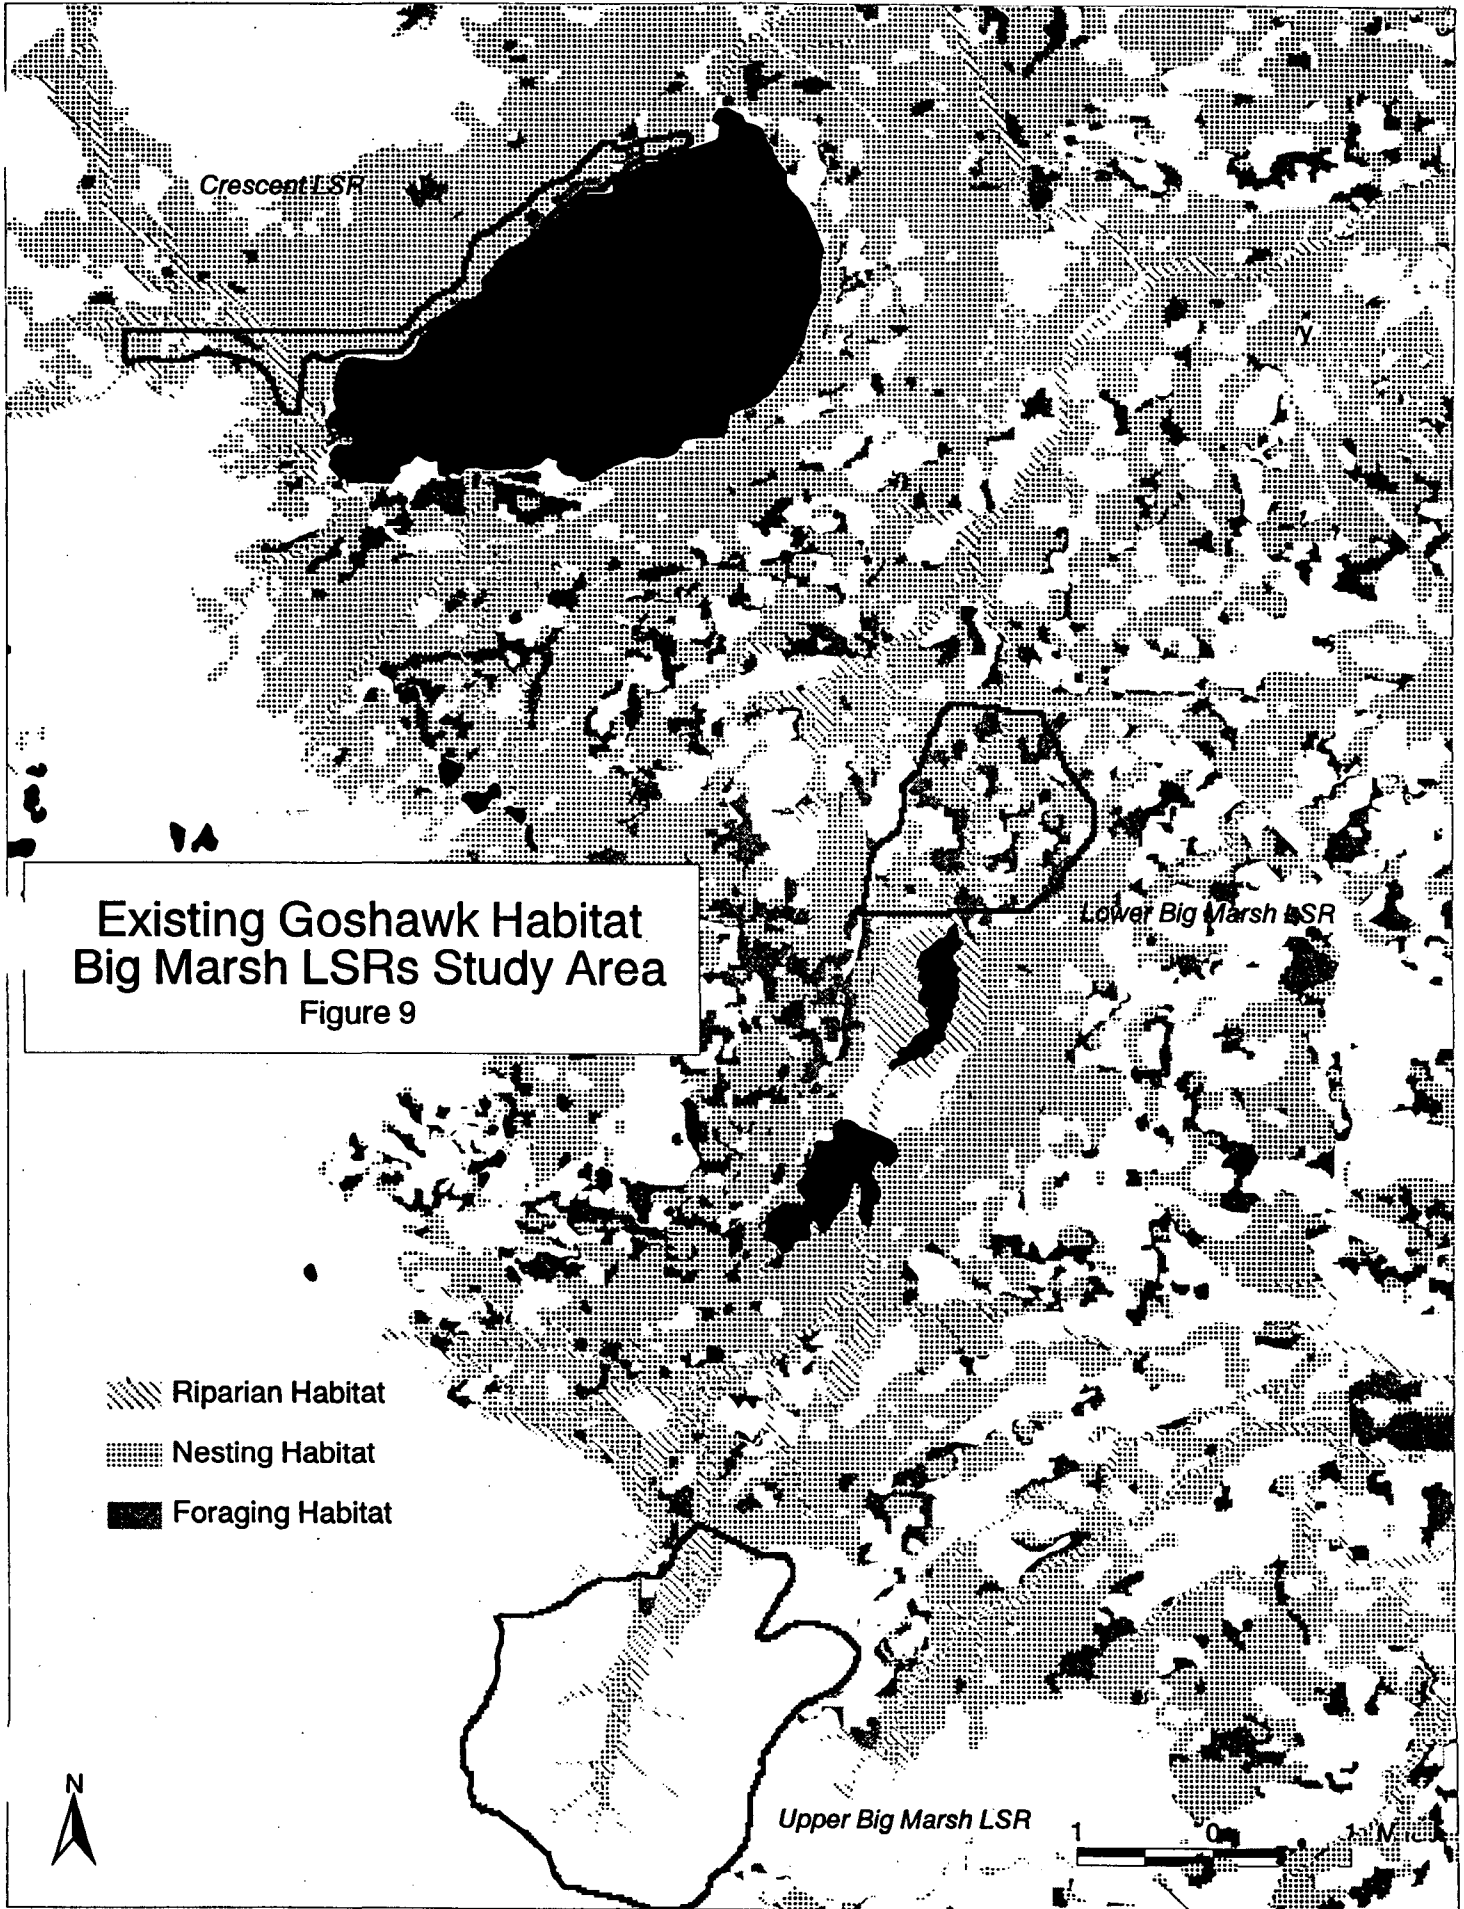 Crescent LSR
y
Existing Goshawk Habitat
Big Marsh LSRs Study Area
Figure 9
Lower Big Marsh LSR
Riparian Habitat
Nesting Habitat
Foraging Habitat
N
Upper Big Marsh LSR
1 0 1